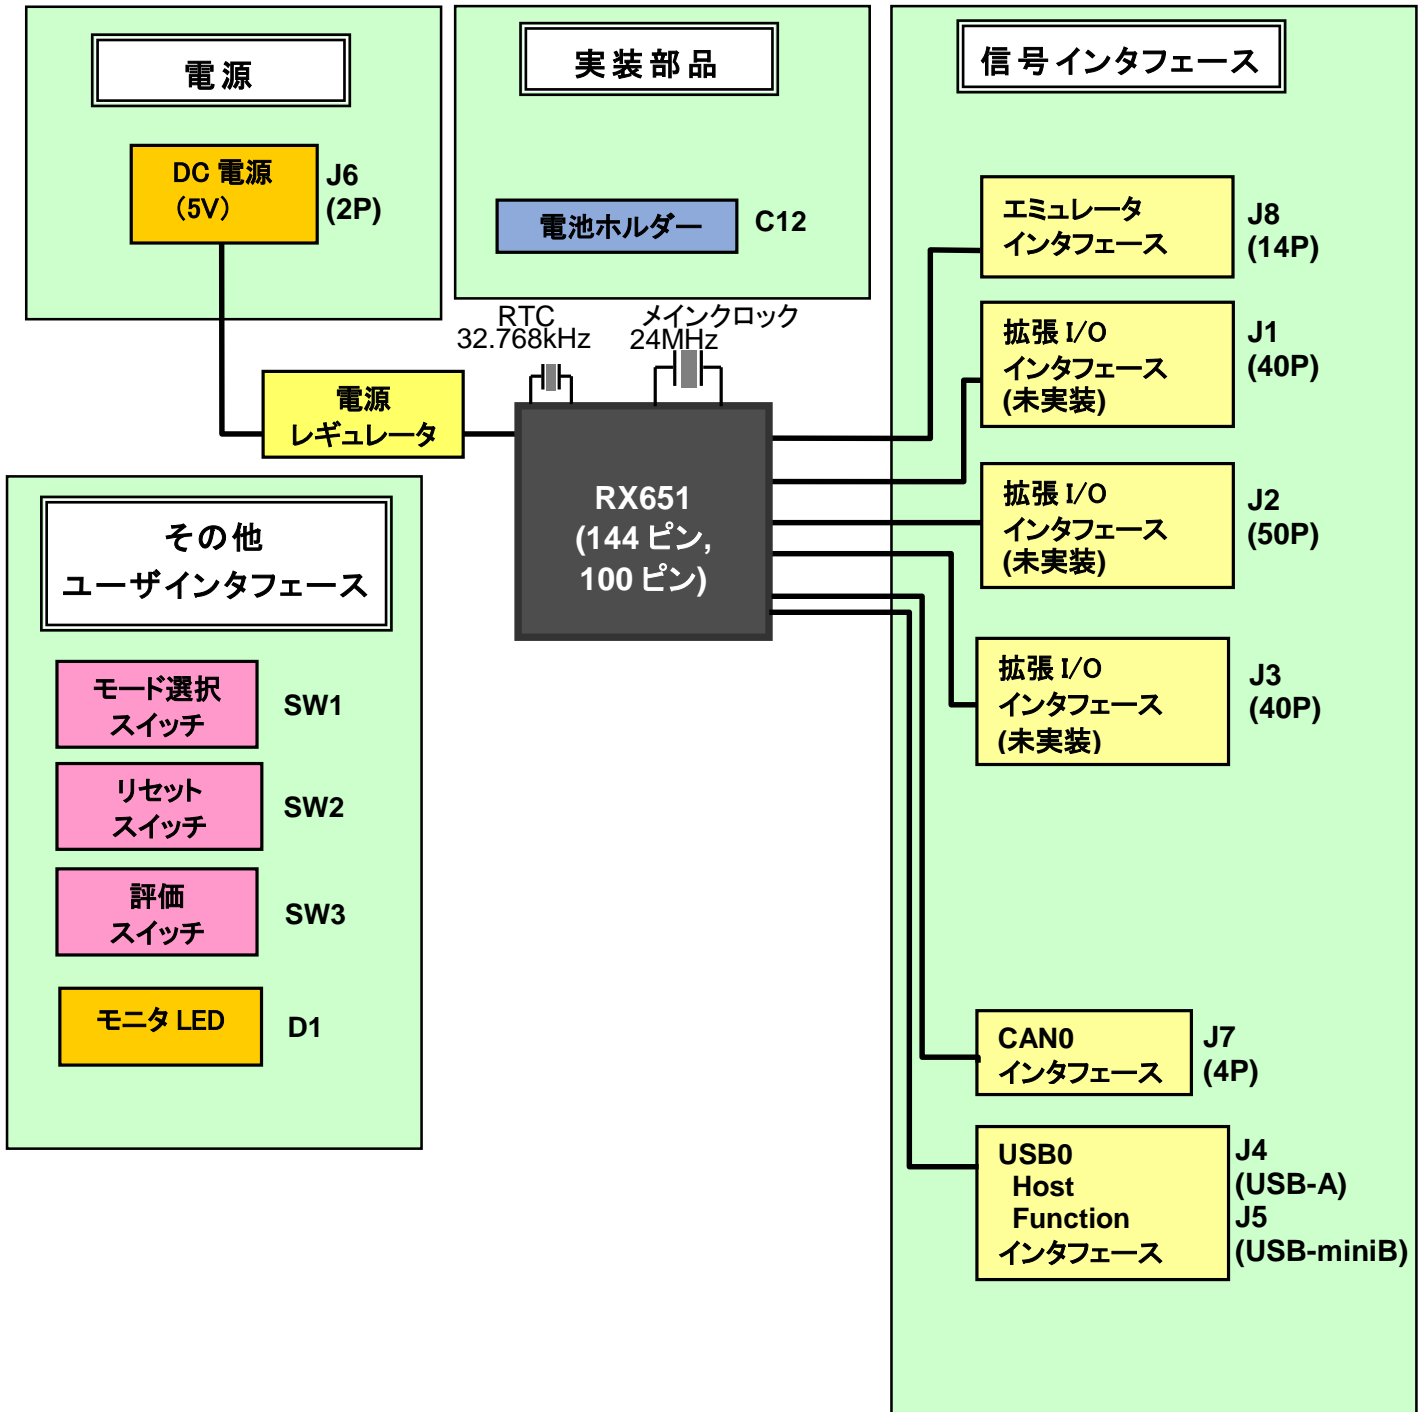 電源
DC 電源
（5V）
J6
(2P)
実装部品
電池ホルダー
C12
信号インタフェース
エミュレータ
インタフェース
J8
(14P)
拡張 I/O
インタフェース
(未実装)
J1
(40P)
拡張 I/O
インタフェース
(未実装)
J2
(50P)
拡張 I/O
インタフェース
(未実装)
J3
(40P)
CAN0
インタフェース
J7
(4P)
USB0
Host
Function
インタフェース
J4
(USB-A)
J5
(USB-miniB)
RTC
32.768kHz
メインクロック
24MHz
電源
レギュレータ
RX651
(144 ピン,
100 ピン)
その他
ユーザインタフェース
モード選択
スイッチ
SW1
リセット
スイッチ
SW2
評価
スイッチ
SW3
モニタ LED
D1